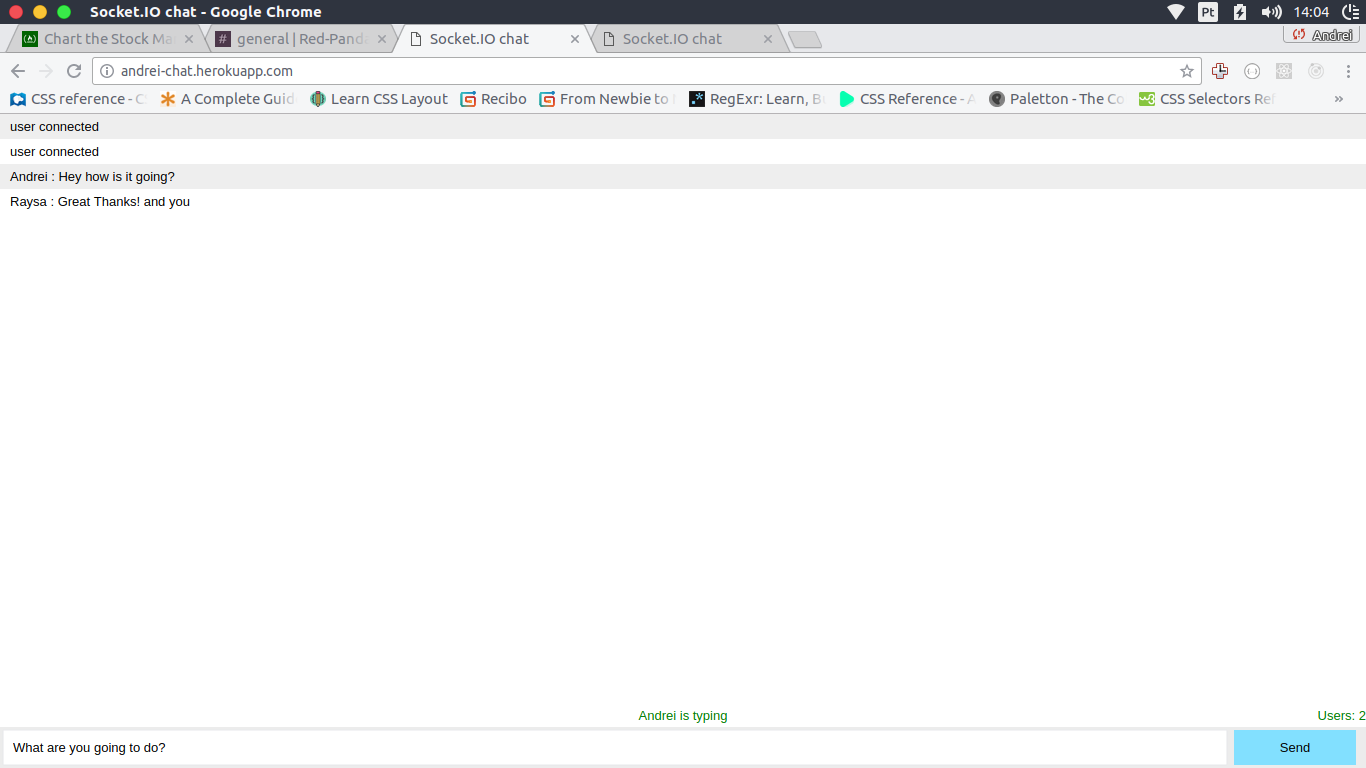 Socket.IO chat - Google Chrome
Pt
14:04
Chart the Stock Ma
# general | Red-Panda
Socket.IO chat
Socket.IO chat
Andrei
andrei-chat.herokuapp.com
CSS reference - C
A Complete Guid
Learn CSS Layout
Recibo
From Newbie to
RegExr: Learn, B
CSS Reference - A
Paletton - The Co
w3 CSS Selectors Ref
»
user connected
user connected
Andrei : Hey how is it going?
Raysa : Great Thanks! and you
Andrei is typing
Users: 2
What are you going to do?
Send